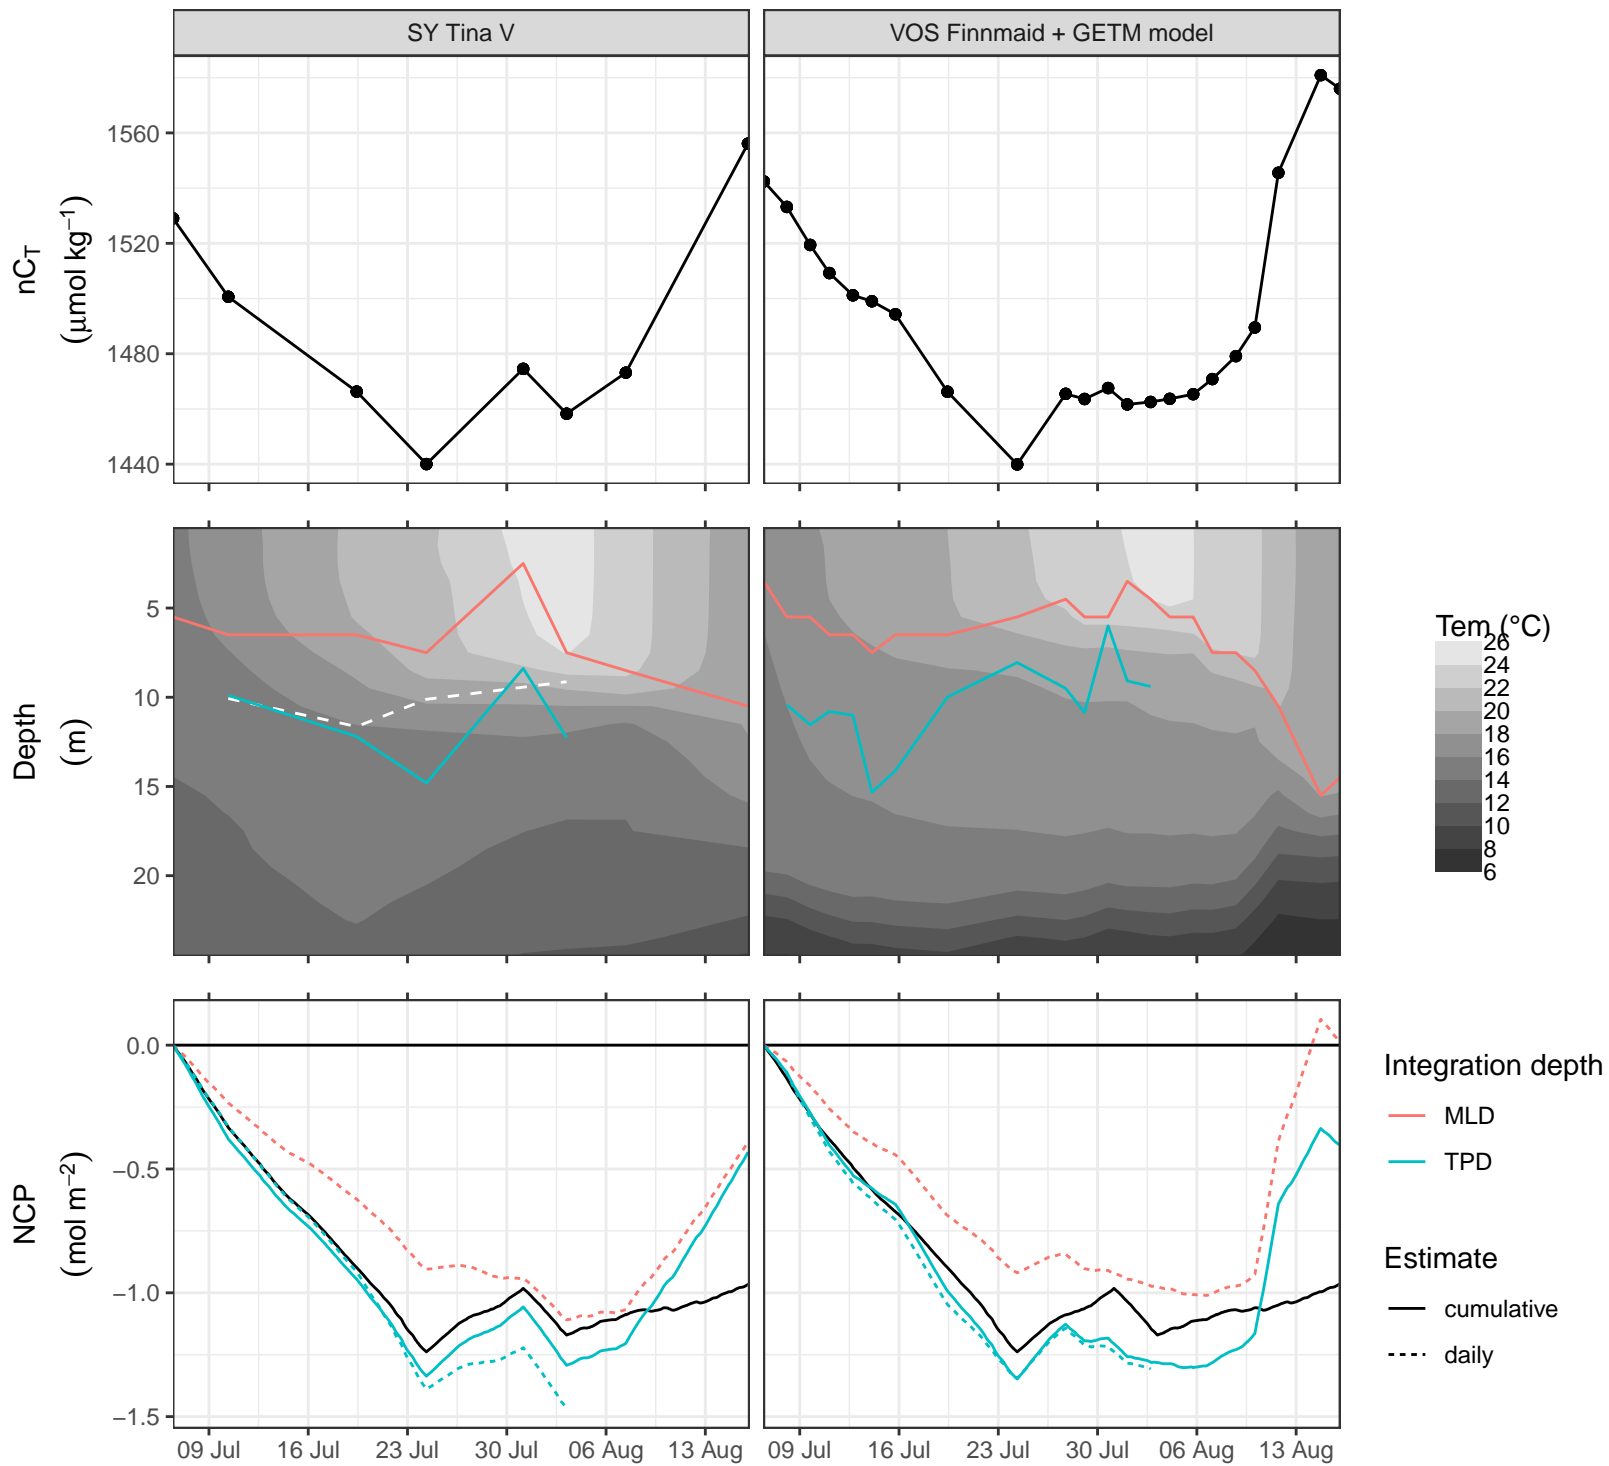 SY Tina V
VOS Finnmaid + GETM model
nC_T
(μmol kg⁻¹)
1560
1520
1480
1440
Depth
(m)
5
10
15
20
Tem (°C)
26
24
22
20
18
16
14
12
10
8
6
NCP
(mol m⁻²)
0.0
−0.5
−1.0
−1.5
09 Jul 16 Jul 23 Jul 30 Jul 06 Aug 13 Aug
09 Jul 16 Jul 23 Jul 30 Jul 06 Aug 13 Aug
Integration depth
MLD
TPD
Estimate
cumulative
daily